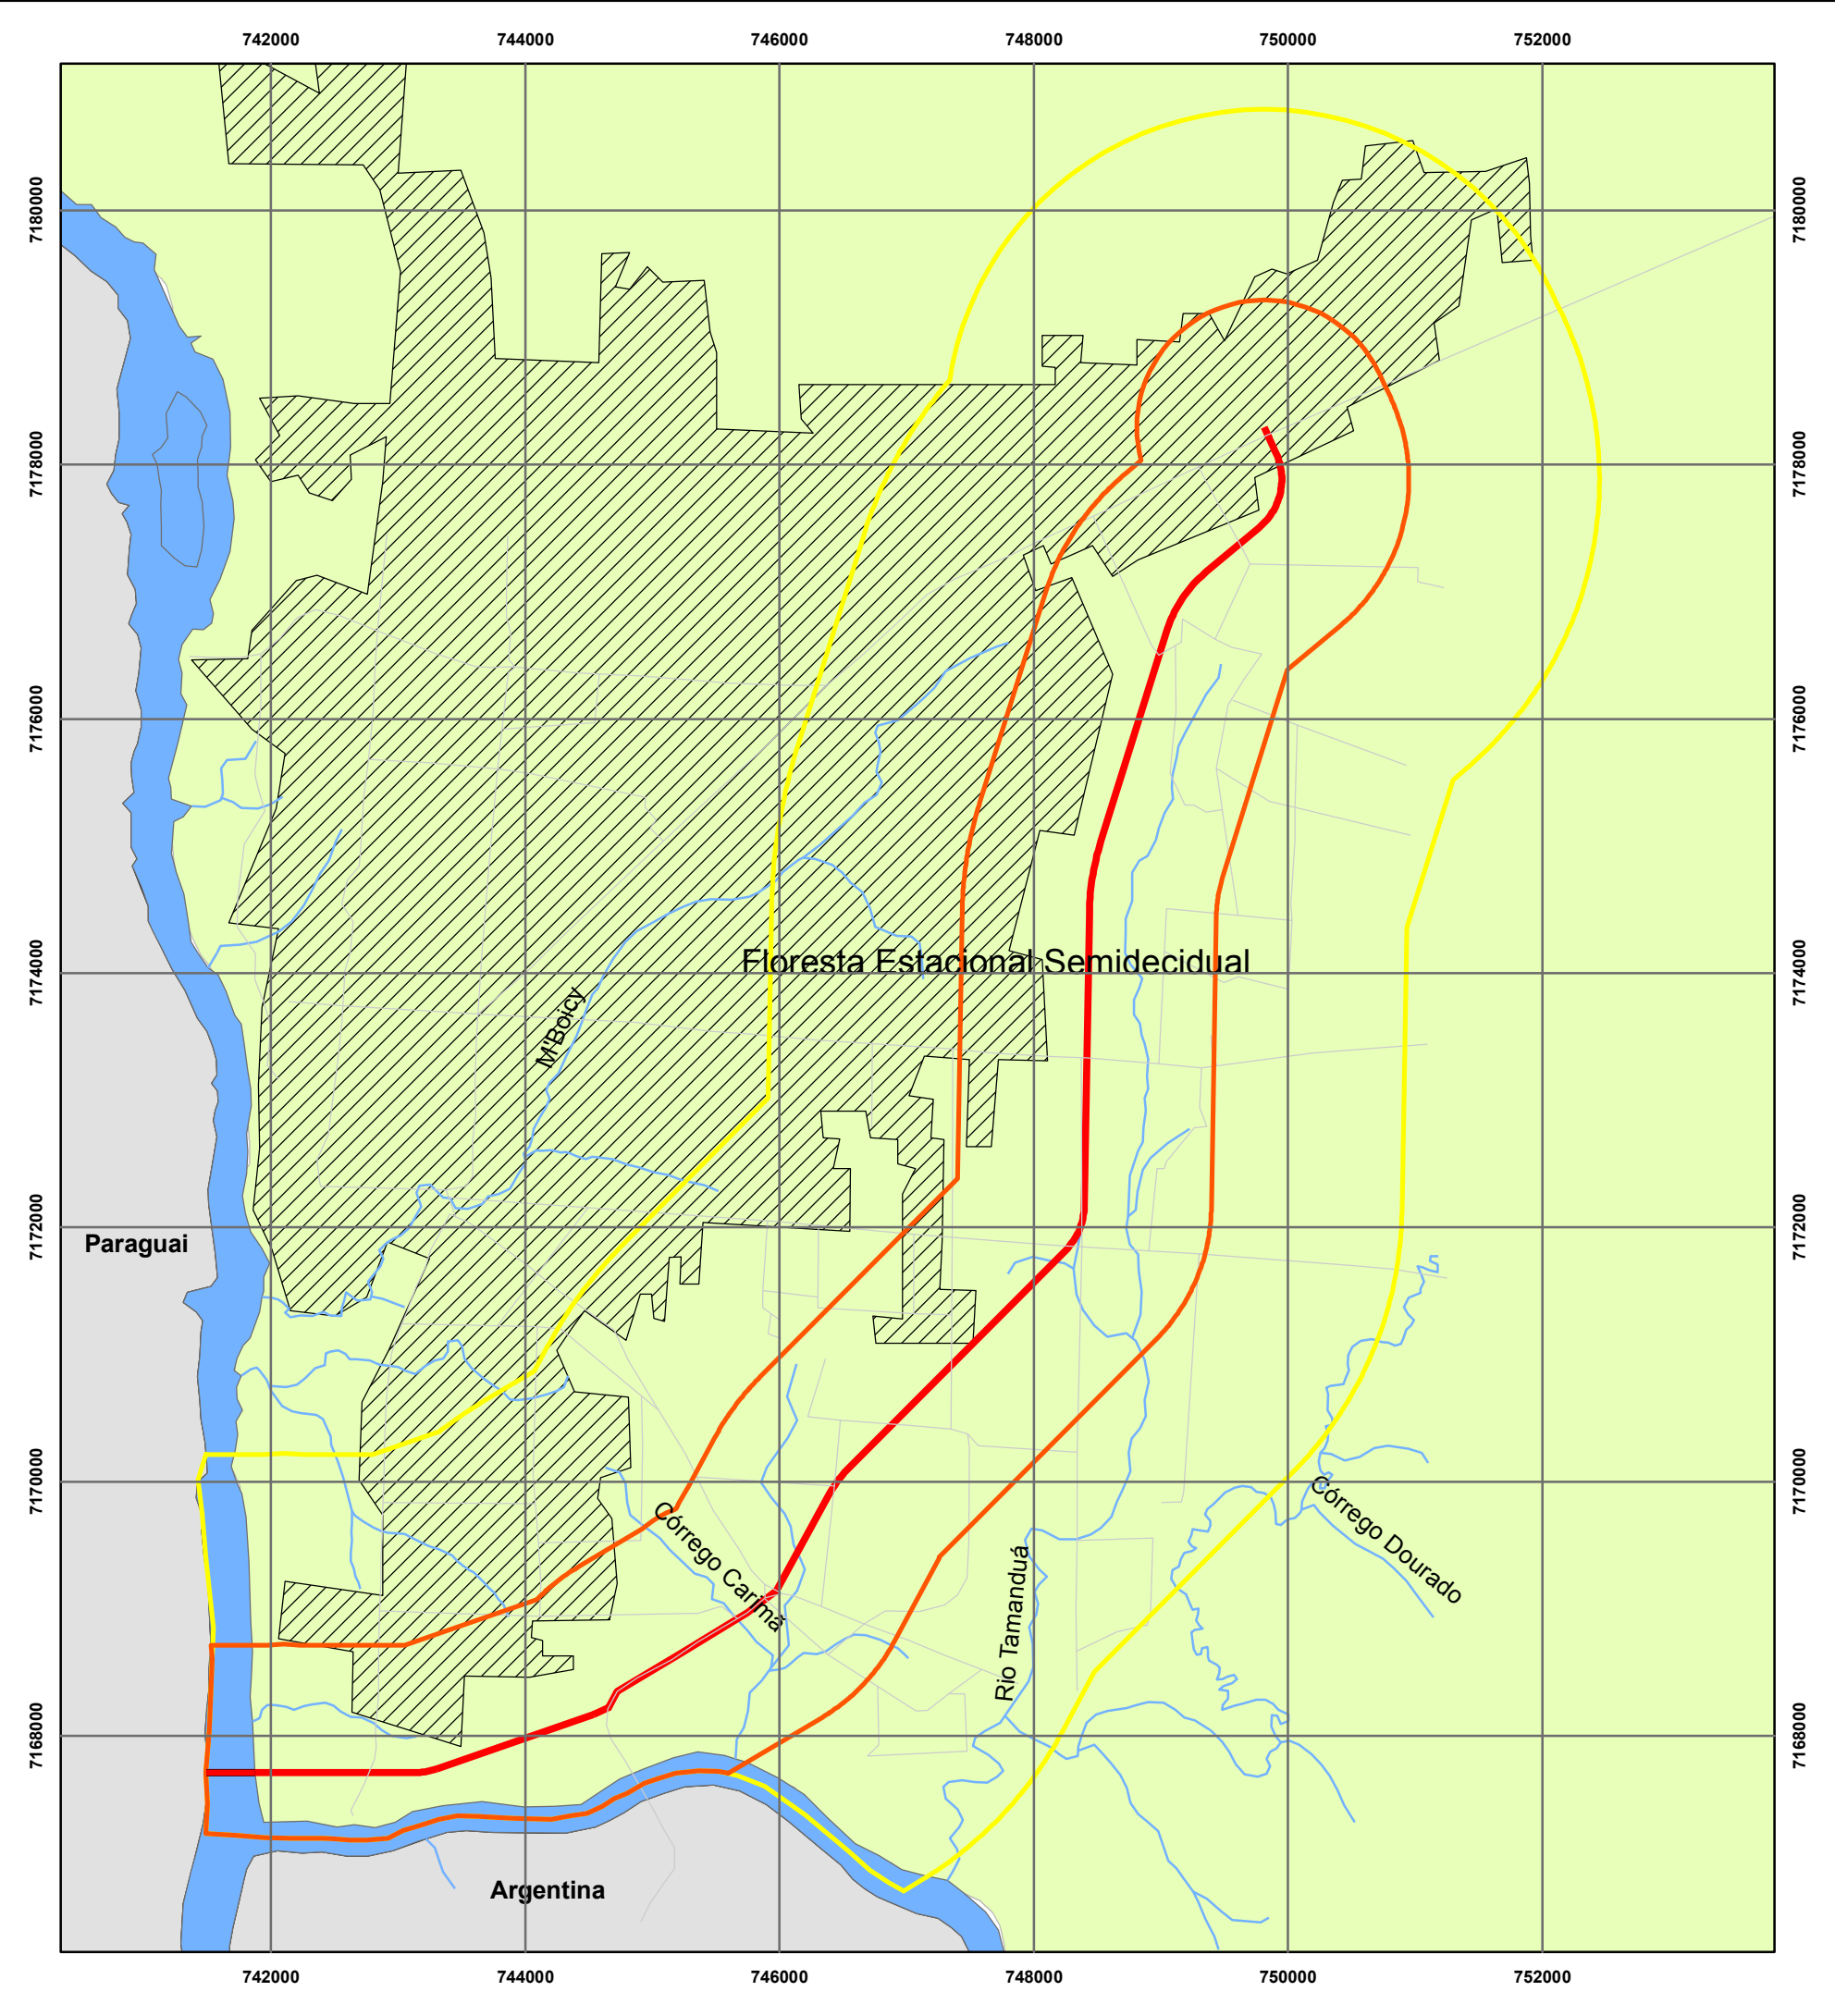 742000 744000 746000 748000 750000 752000
7180000 7180000
7178000 7178000
7176000 7176000
Floresta Estacional Semidecidual
7174000 7174000
M'Boicy
7172000 7172000
Paraguai
7170000 7170000
Córrego Carimã
Córrego Dourado
Rio Tamanduá
7168000 7168000
Argentina
742000 744000 746000 748000 750000 752000